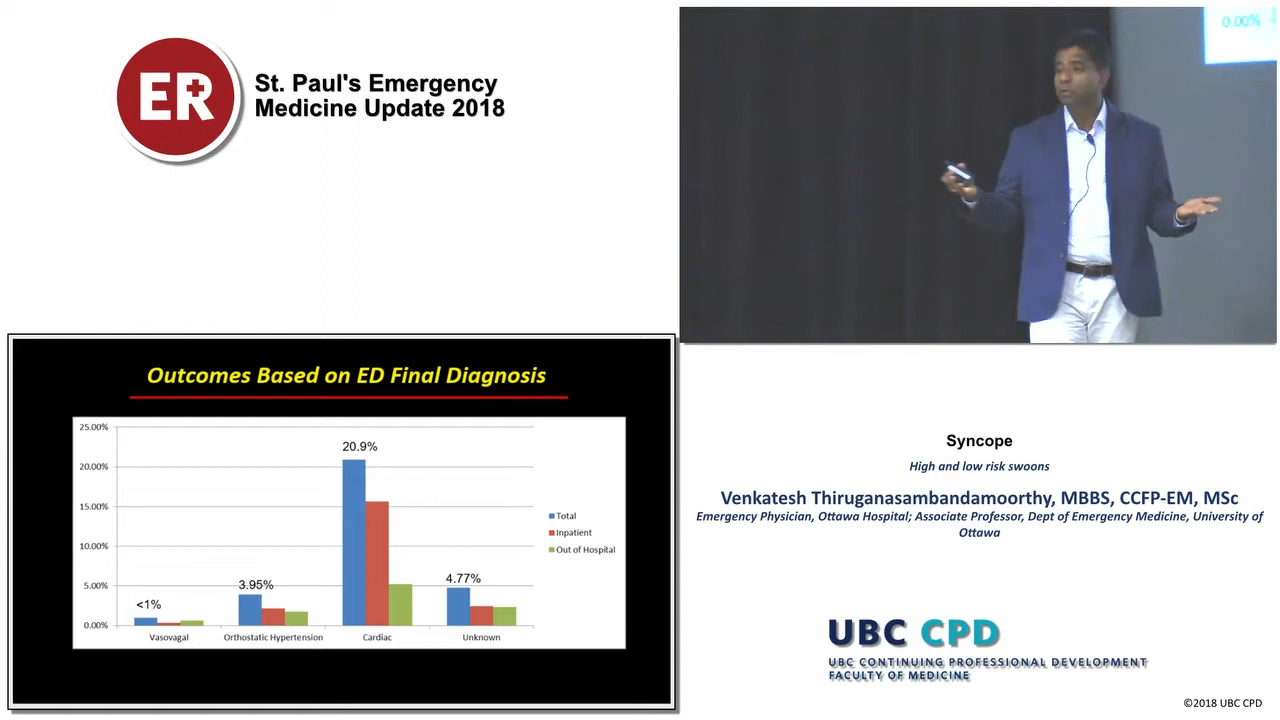 ER
St. Paul's Emergency
Medicine Update 2018
0.00%
Outcomes Based on ED Final Diagnosis
25.00%
20.00%
15.00%
10.00%
5.00%
0.00%
<1%
3.95%
20.9%
4.77%
Vasovagal
Orthostatic Hypertension
Cardiac
Unknown
Total
Inpatient
Out of Hospital
Syncope
High and low risk swoons
Venkatesh Thiruganasambandamoorthy, MBBS, CCFP-EM, MSc
Emergency Physician, Ottawa Hospital; Associate Professor, Dept of Emergency Medicine, University of
Ottawa
UBC CPD
UBC CONTINUING PROFESSIONAL DEVELOPMENT
FACULTY OF MEDICINE
©2018 UBC CPD